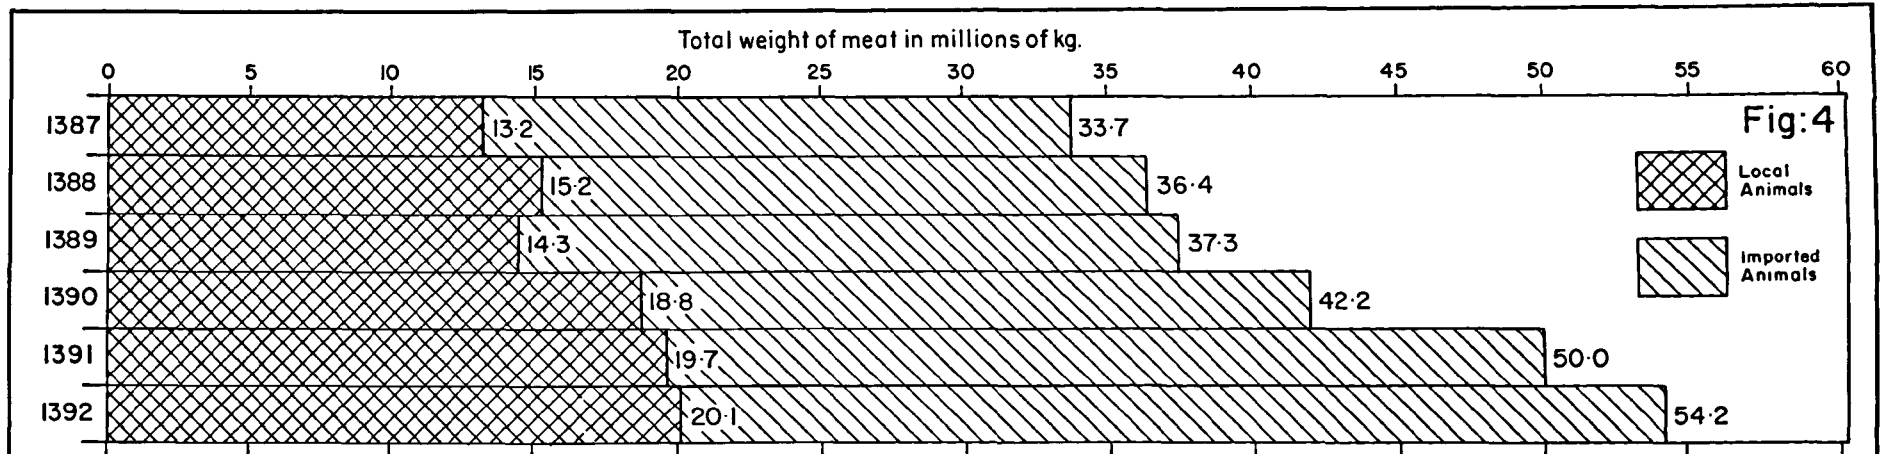 Total weight of meat in millions of kg.
0 5 10 15 20 25 30 35 40 45 50 55 60
1387 13·2 33·7
Fig:4
1388 15·2 36·4
Local
Animals
1389 14·3 37·3
Imported
Animals
1390 18·8 42·2
1391 19·7 50·0
1392 20·1 54·2